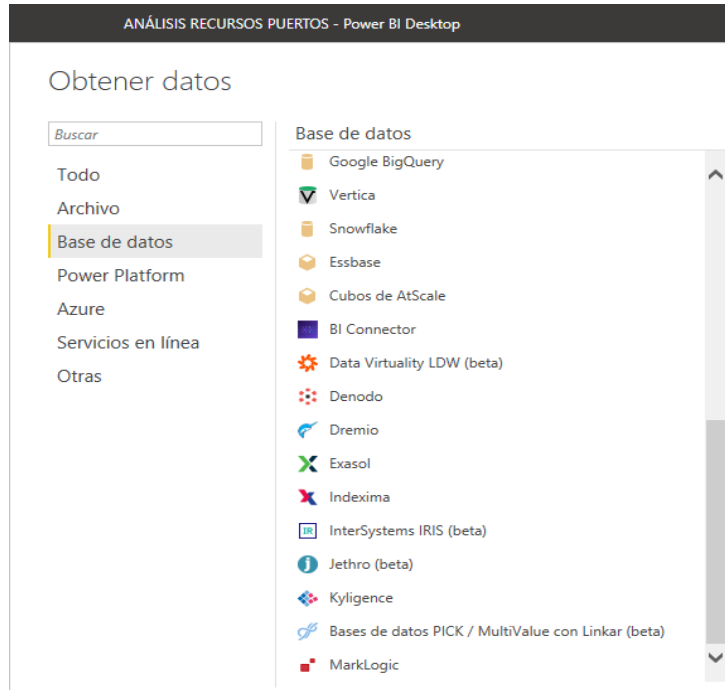 ANÁLISIS RECURSOS PUERTOS - Power BI Desktop
Obtener datos
Buscar
Todo
Archivo
Base de datos
Power Platform
Azure
Servicios en línea
Otras
Base de datos
Google BigQuery
Vertica
Snowflake
Essbase
Cubos de AtScale
BI Connector
Data Virtuality LDW (beta)
Denodo
Dremio
Exasol
Indexima
IR InterSystems IRIS (beta)
Jethro (beta)
Kyligence
Bases de datos PICK / MultiValue con Linkar (beta)
MarkLogic